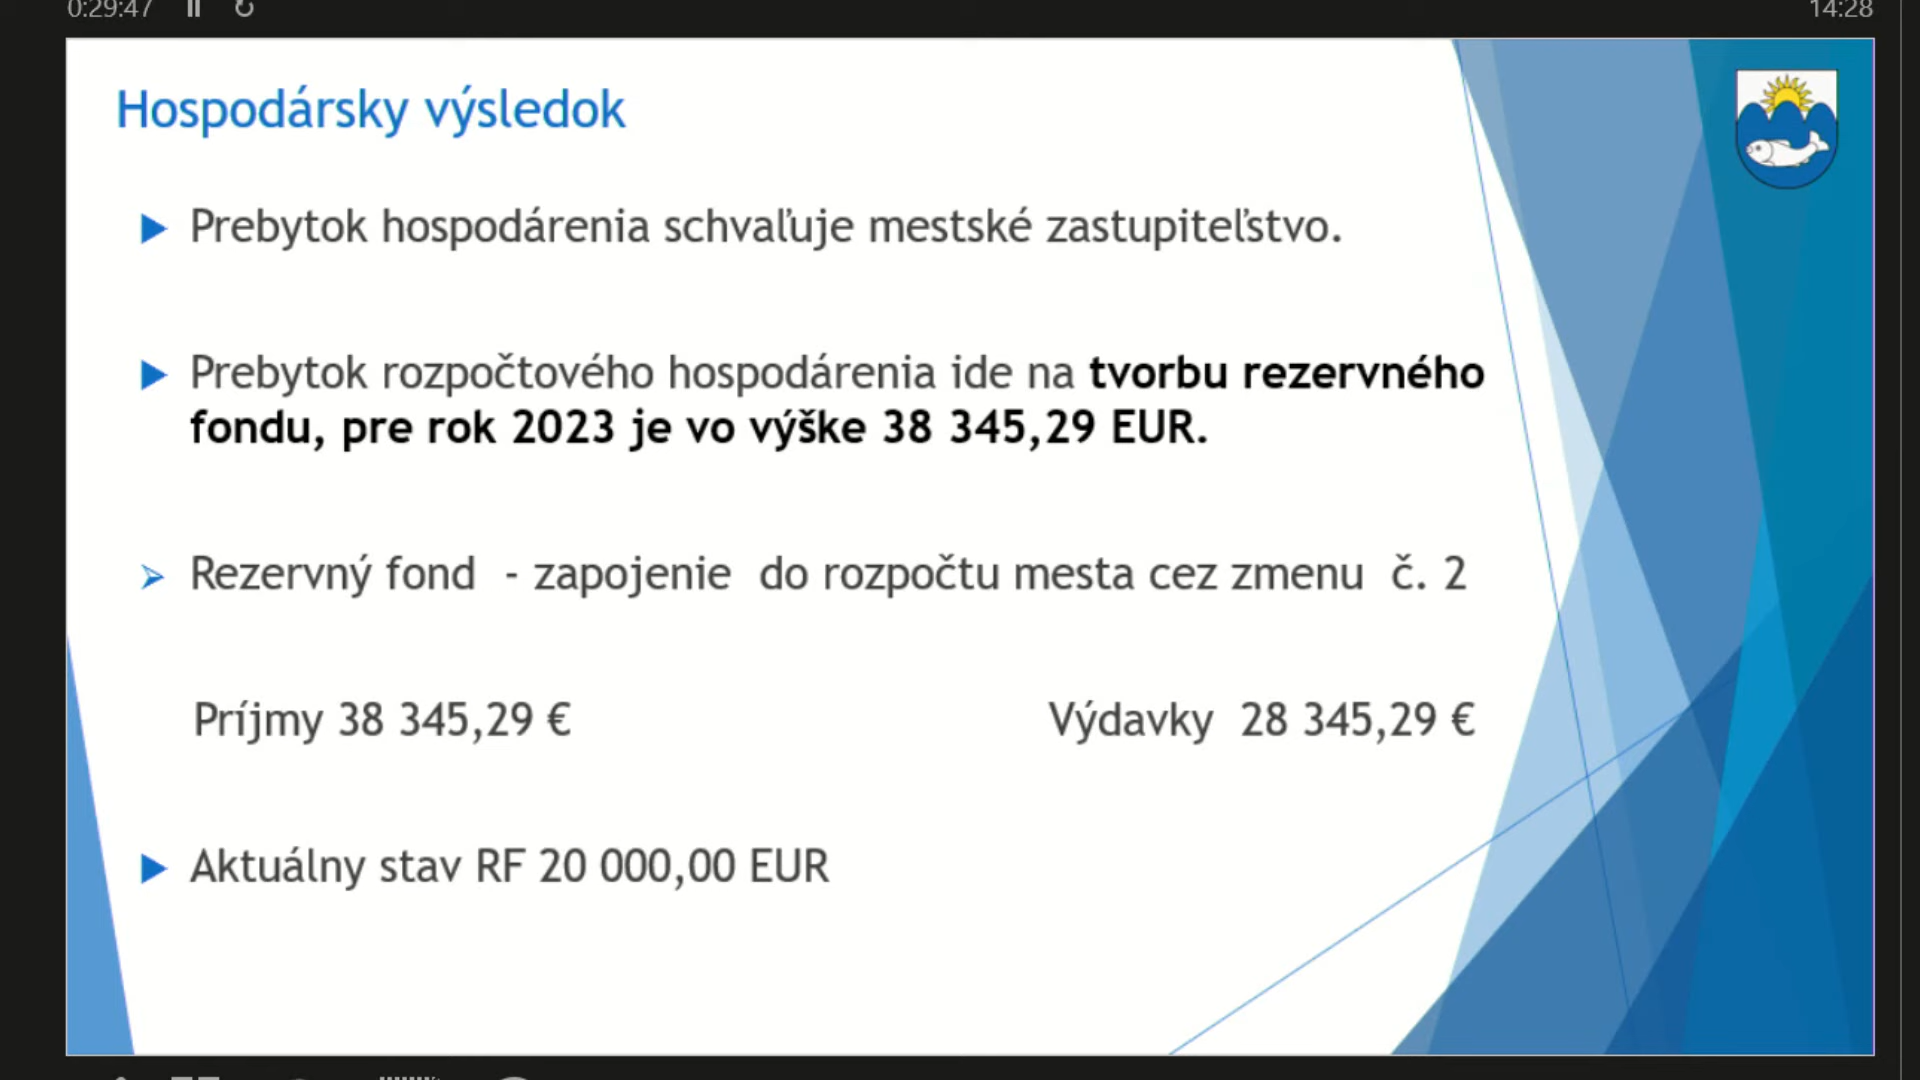 0:29:47
14:28
Hospodársky výsledok
Prebytok hospodárenia schvaľuje mestské zastupiteľstvo.
Prebytok rozpočtového hospodárenia ide na tvorbu rezervného
fondu, pre rok 2023 je vo výške 38 345,29 EUR.
Rezervný fond - zapojenie do rozpočtu mesta cez zmenu č. 2
Príjmy 38 345,29 € Výdavky 28 345,29 €
Aktuálny stav RF 20 000,00 EUR